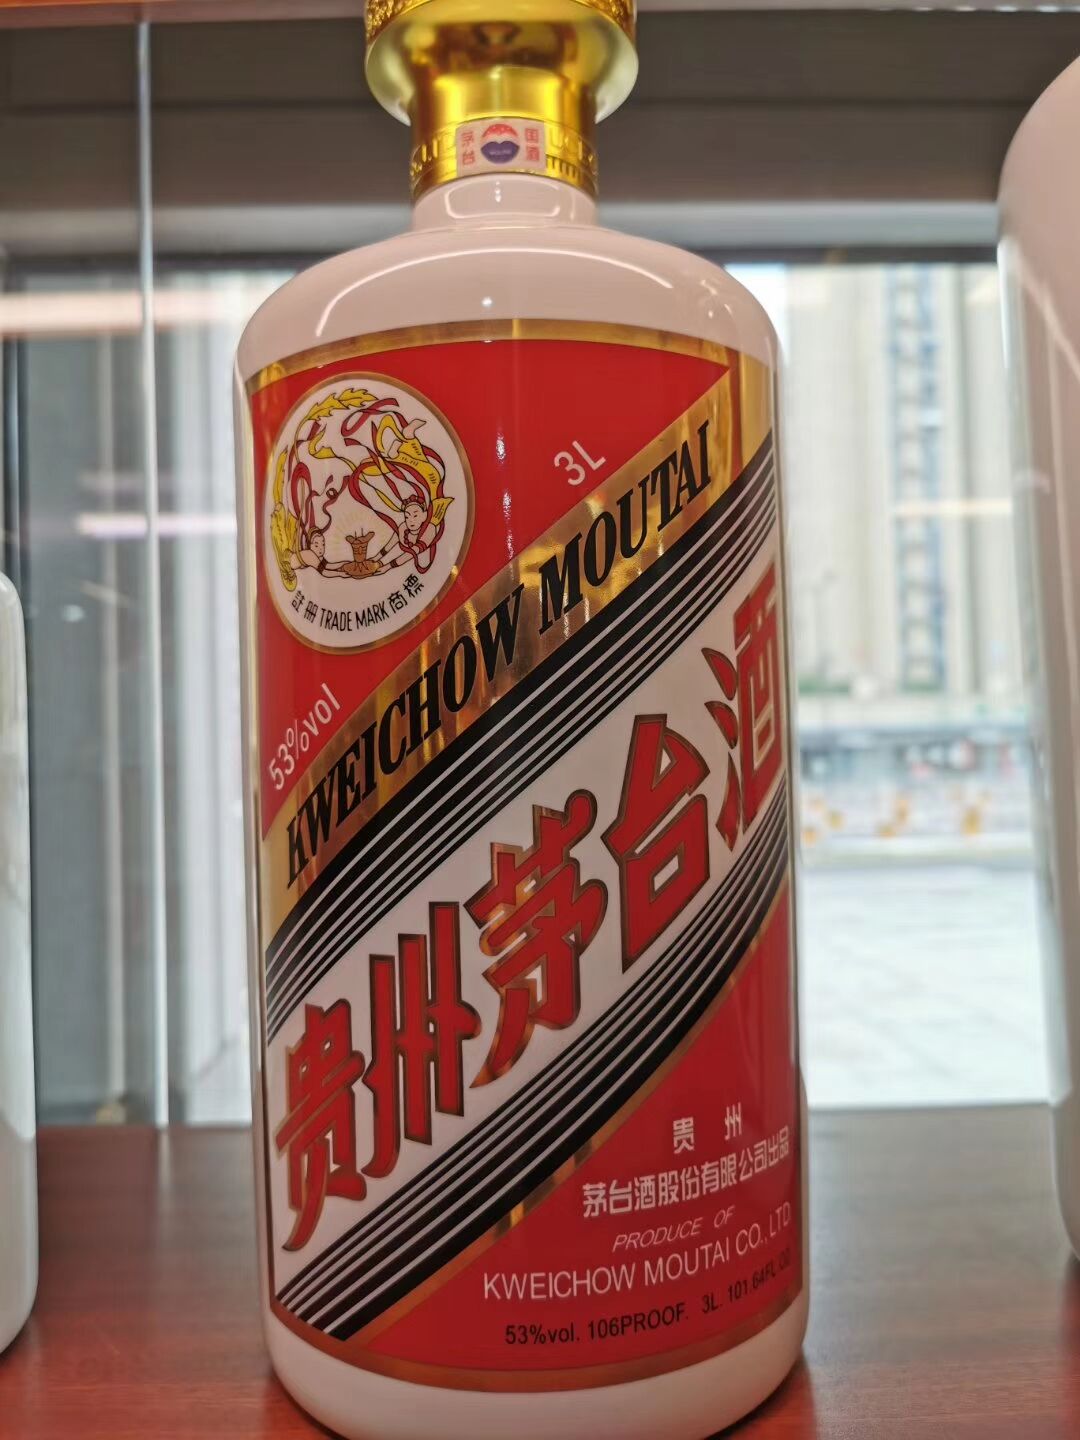 茅台
国酒
3L
註册 TRADE MARK 商標
53%vol
KWEICHOW MOUTAI
贵州茅台酒
贵州
茅台酒股份有限公司出品
PRODUCE OF
KWEICHOW MOUTAI CO., LTD.
53%vol. 106PROOF. 3L. 101.64FL.OZ.